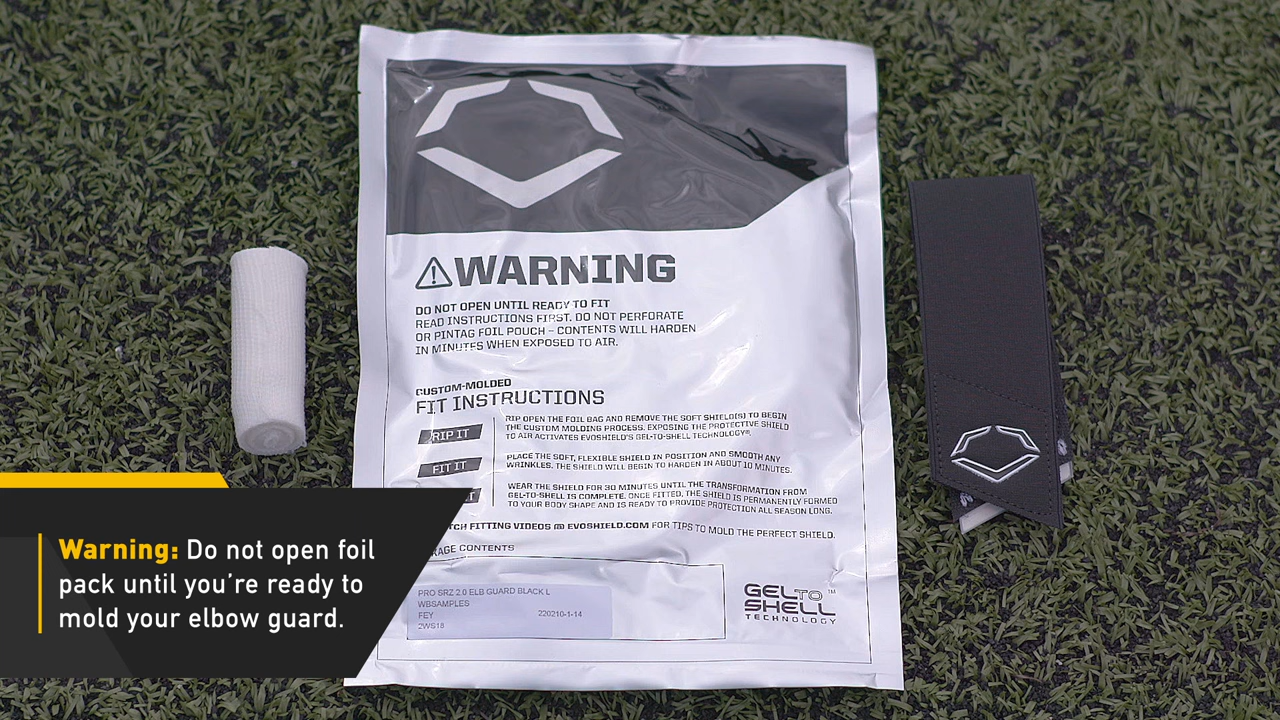 ⚠WARNING
DO NOT OPEN UNTIL READY TO FIT
READ INSTRUCTIONS FIRST. DO NOT PERFORATE
OR PINTAG FOIL POUCH – CONTENTS WILL HARDEN
IN MINUTES WHEN EXPOSED TO AIR.
CUSTOM-MOLDED
FIT INSTRUCTIONS
RIP IT
RIP OPEN THE FOIL BAG AND REMOVE THE SOFT SHIELD(S) TO BEGIN
THE CUSTOM MOLDING PROCESS. EXPOSING THE PROTECTIVE SHIELD
TO AIR ACTIVATES EVOSHIELD'S GEL-TO-SHELL TECHNOLOGY®.
FIT IT
PLACE THE SOFT, FLEXIBLE SHIELD IN POSITION AND SMOOTH ANY
WRINKLES. THE SHIELD WILL BEGIN TO HARDEN IN ABOUT 10 MINUTES.
WEAR THE SHIELD FOR 30 MINUTES UNTIL THE TRANSFORMATION FROM
GEL-TO-SHELL IS COMPLETE. ONCE FITTED, THE SHIELD IS PERMANENTLY FORMED
TO YOUR BODY SHAPE AND IS READY TO PROVIDE PROTECTION ALL SEASON LONG.
FITTING VIDEOS @ EVOSHIELD.COM FOR TIPS TO MOLD THE PERFECT SHIELD.
CONTENTS
PRO SRZ 2.0 ELB GUARD BLACK L
WBSAMPLES
FEY 220210-1-14
2WS18
GEL TO
SHELL™
TECHNOLOGY
Warning: Do not open foil
pack until you're ready to
mold your elbow guard.